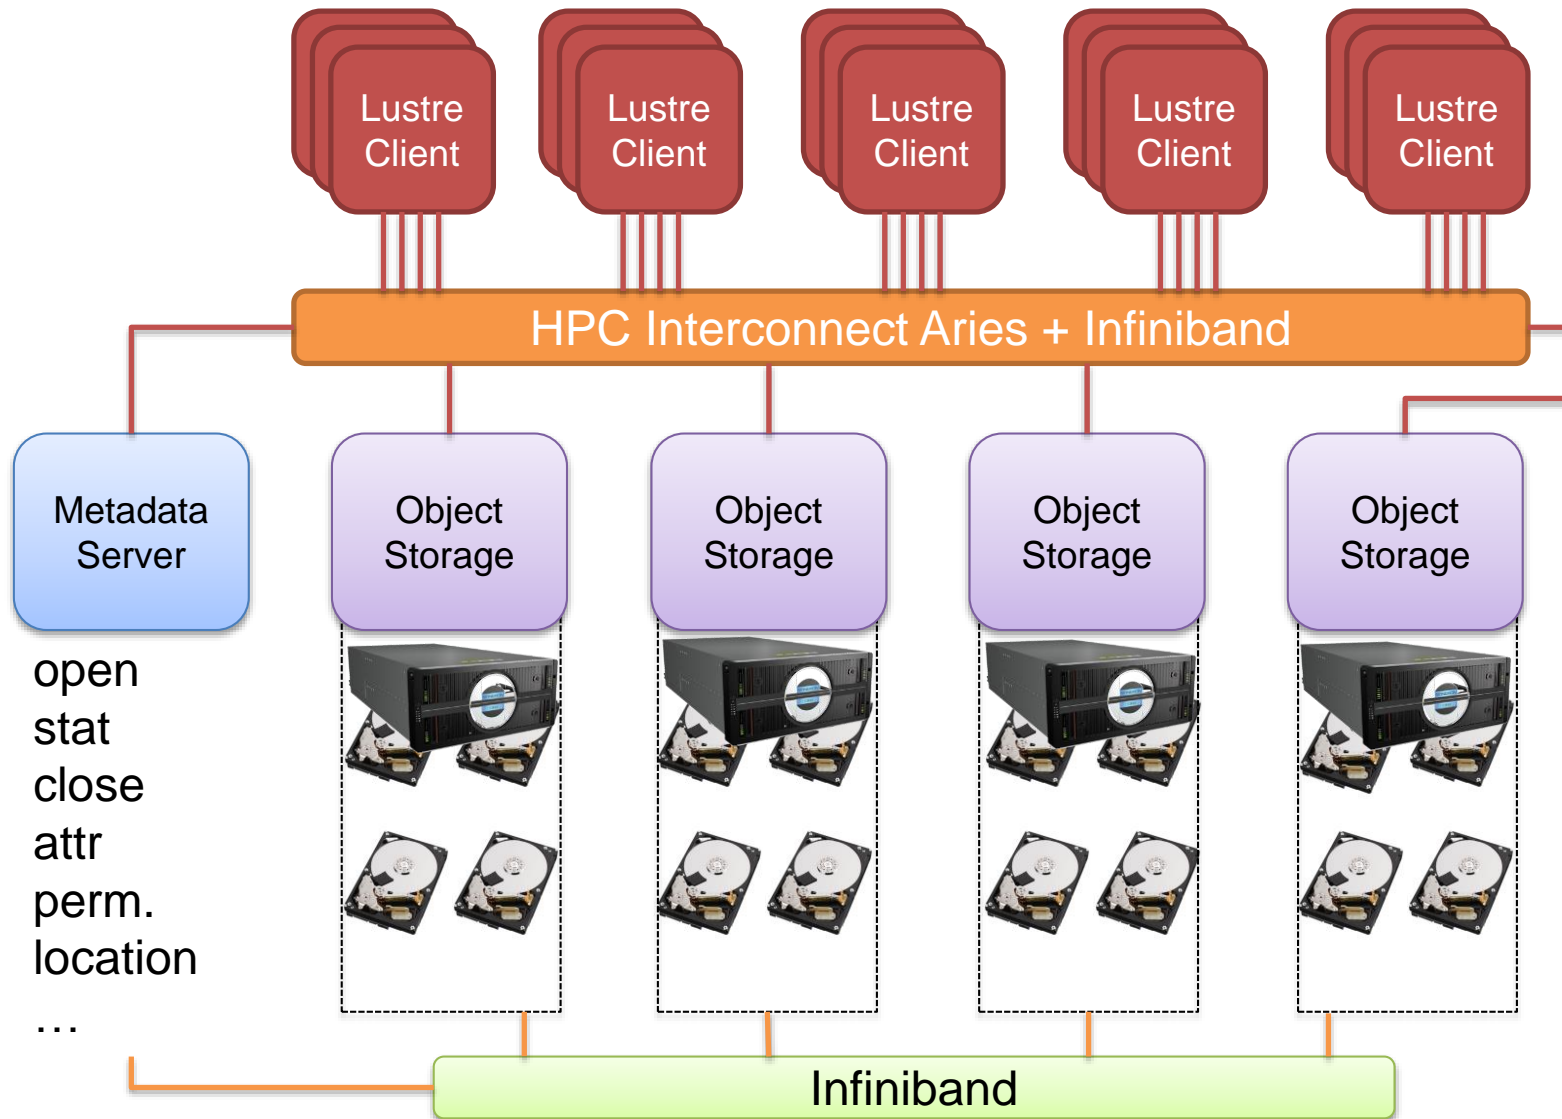 Lustre
Client
Lustre
Client
Lustre
Client
Lustre
Client
Lustre
Client
HPC Interconnect Aries + Infiniband
Metadata
Server
Object
Storage
Object
Storage
Object
Storage
Object
Storage
open
stat
close
attr
perm.
location
…
Infiniband